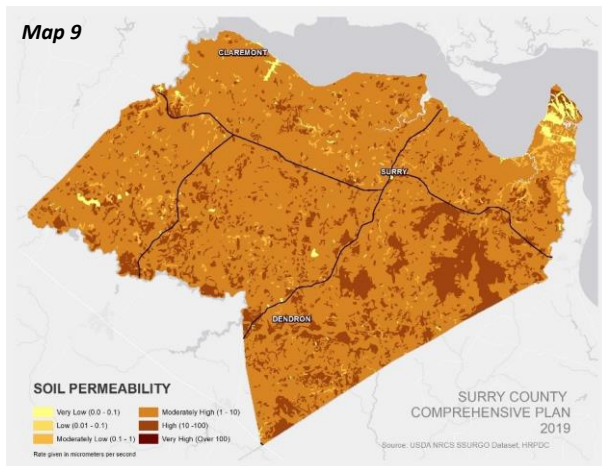 Map 9
CLAREMONT
SURRY
DENDRON
SOIL PERMEABILITY
Very Low (0.0 - 0.1)
Low (0.01 - 0.1)
Moderately Low (0.1 - 1)
Moderately High (1 - 10)
High (10 -100)
Very High (Over 100)
Rate given in micrometers per second
SURRY COUNTY
COMPREHENSIVE PLAN
2019
Source: USDA NRCS SSURGO Dataset, HRPDC